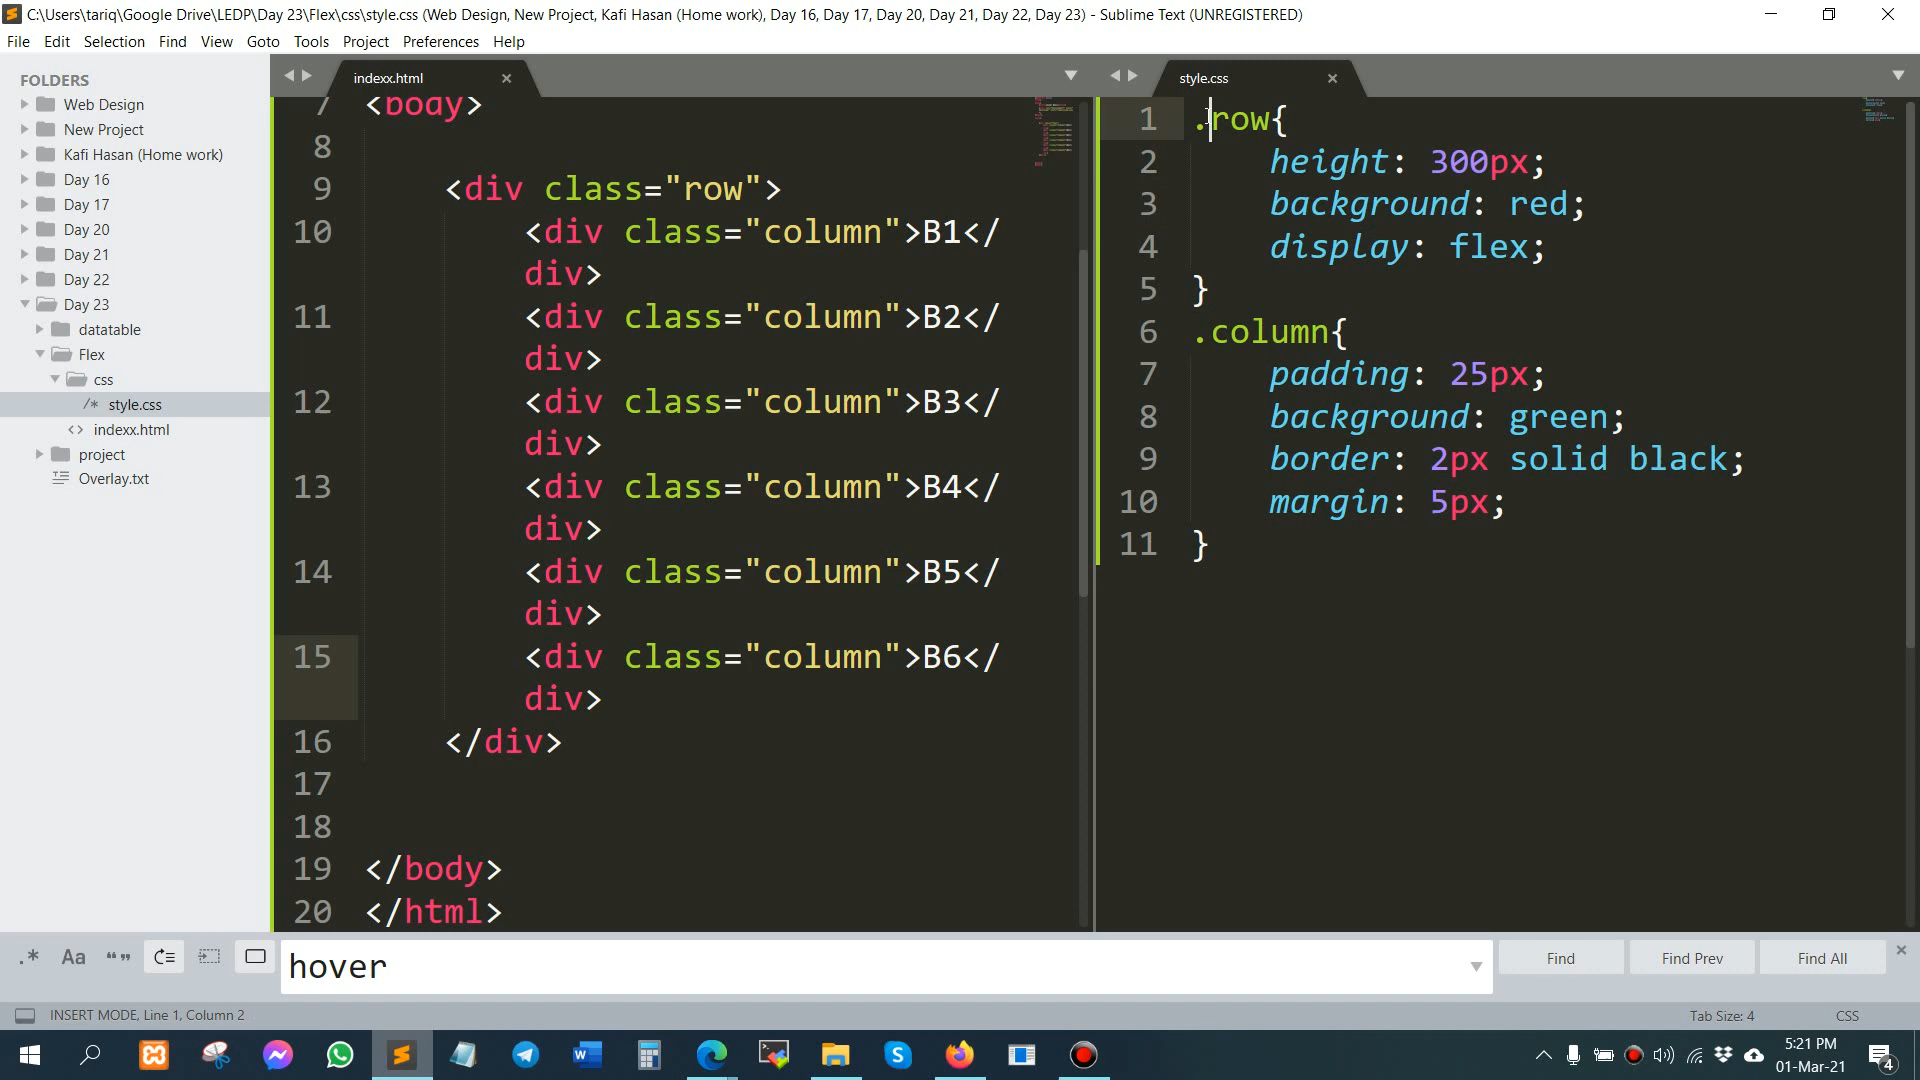 C:\Users\tariq\Google Drive\LEDP\Day 23\Flex\css\style.css (Web Design, New Project, Kafi Hasan (Home work), Day 16, Day 17, Day 20, Day 21, Day 22, Day 23) - Sublime Text (UNREGISTERED)
File Edit Selection Find View Goto Tools Project Preferences Help
FOLDERS
Web Design
New Project
Kafi Hasan (Home work)
Day 16
Day 17
Day 20
Day 21
Day 22
Day 23
datatable
Flex
css
/* style.css
<> indexx.html
project
Overlay.txt
indexx.html
7 <body>
8
9 <div class="row">
10 <div class="column">B1</
div>
11 <div class="column">B2</
div>
12 <div class="column">B3</
div>
13 <div class="column">B4</
div>
14 <div class="column">B5</
div>
15 <div class="column">B6</
div>
16 </div>
17
18
19 </body>
20 </html>
style.css
1 .row{
2 height: 300px;
3 background: red;
4 display: flex;
5 }
6 .column{
7 padding: 25px;
8 background: green;
9 border: 2px solid black;
10 margin: 5px;
11 }
.* Aa “” hover Find Find Prev Find All
INSERT MODE, Line 1, Column 2 Tab Size: 4 CSS
5:21 PM
01-Mar-21
4